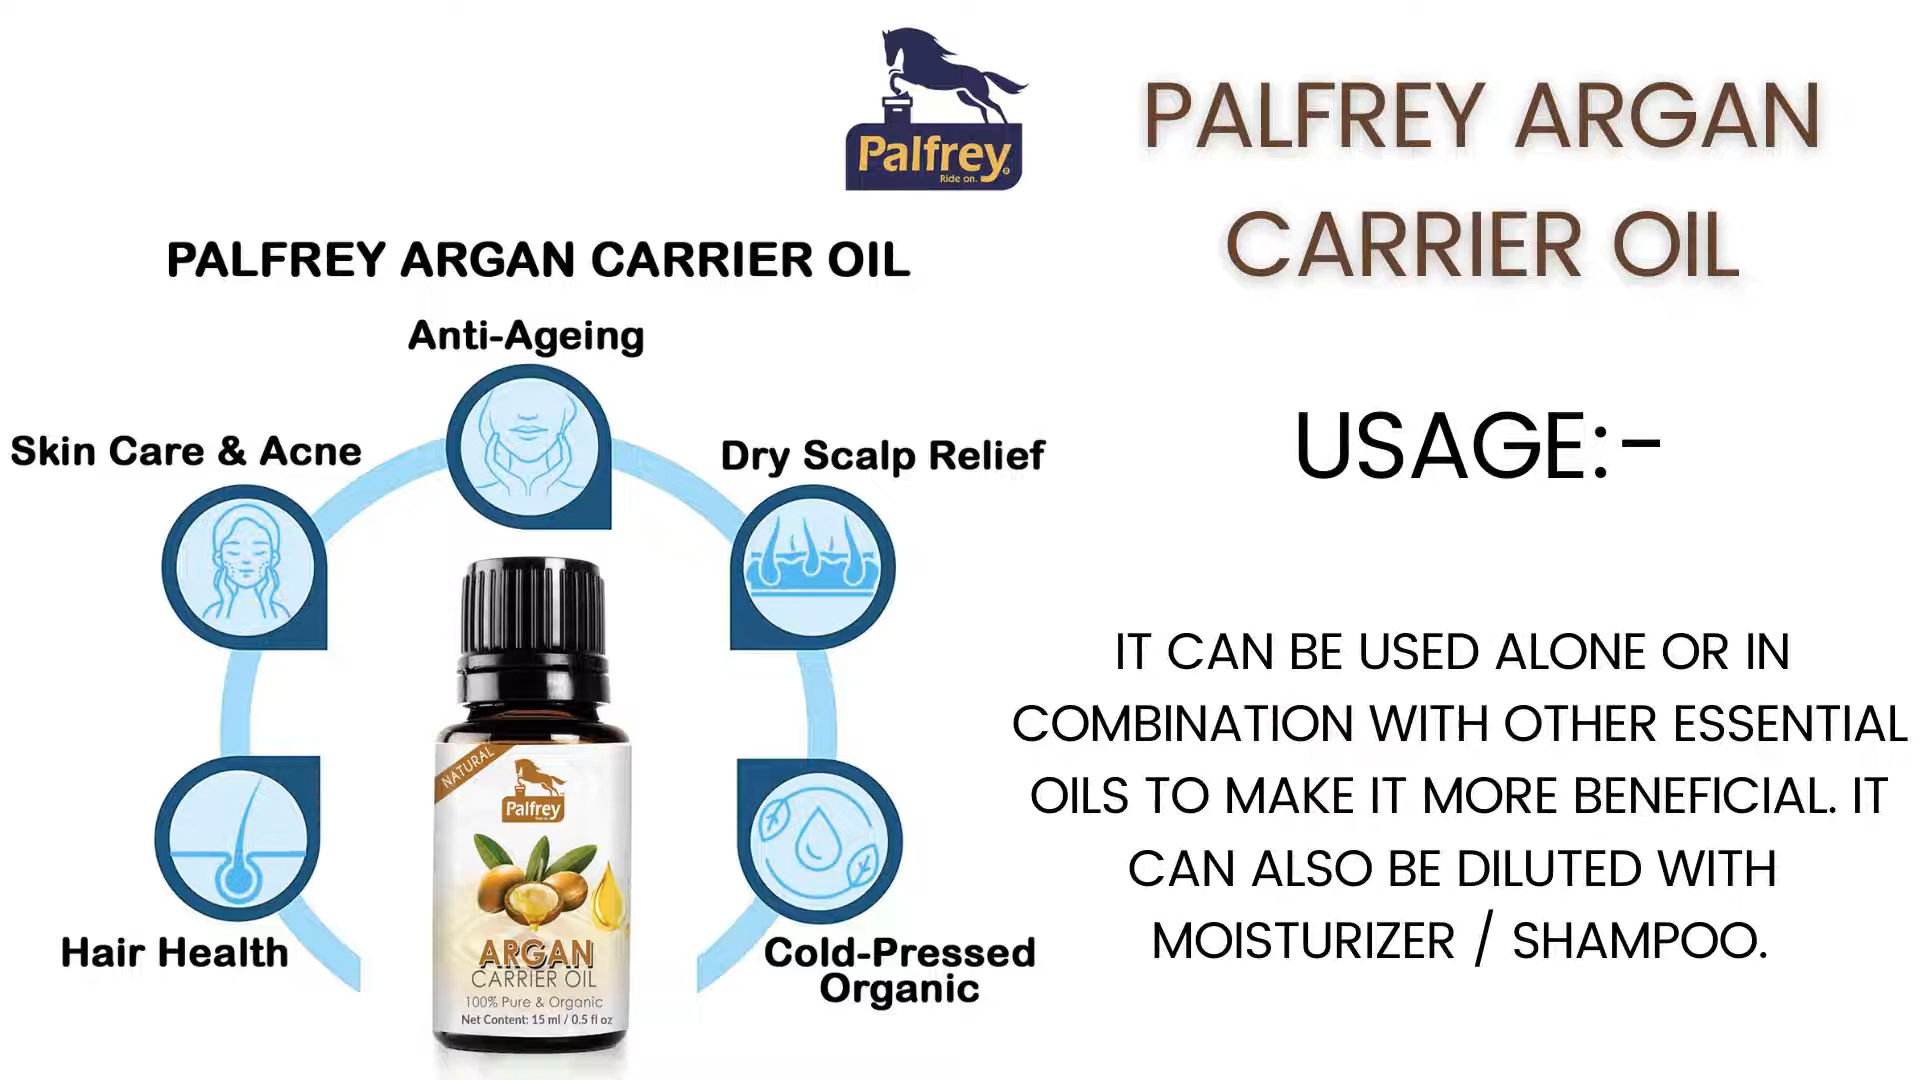 Palfrey®
Ride on.
PALFREY ARGAN CARRIER OIL
Anti-Ageing
Skin Care & Acne
Dry Scalp Relief
Hair Health
Cold-Pressed
Organic
NATURAL
Palfrey
ARGAN
CARRIER OIL
100% Pure & Organic
Net Content: 15 ml / 0.5 fl oz
PALFREY ARGAN
CARRIER OIL
USAGE:-
IT CAN BE USED ALONE OR IN
COMBINATION WITH OTHER ESSENTIAL
OILS TO MAKE IT MORE BENEFICIAL. IT
CAN ALSO BE DILUTED WITH
MOISTURIZER / SHAMPOO.